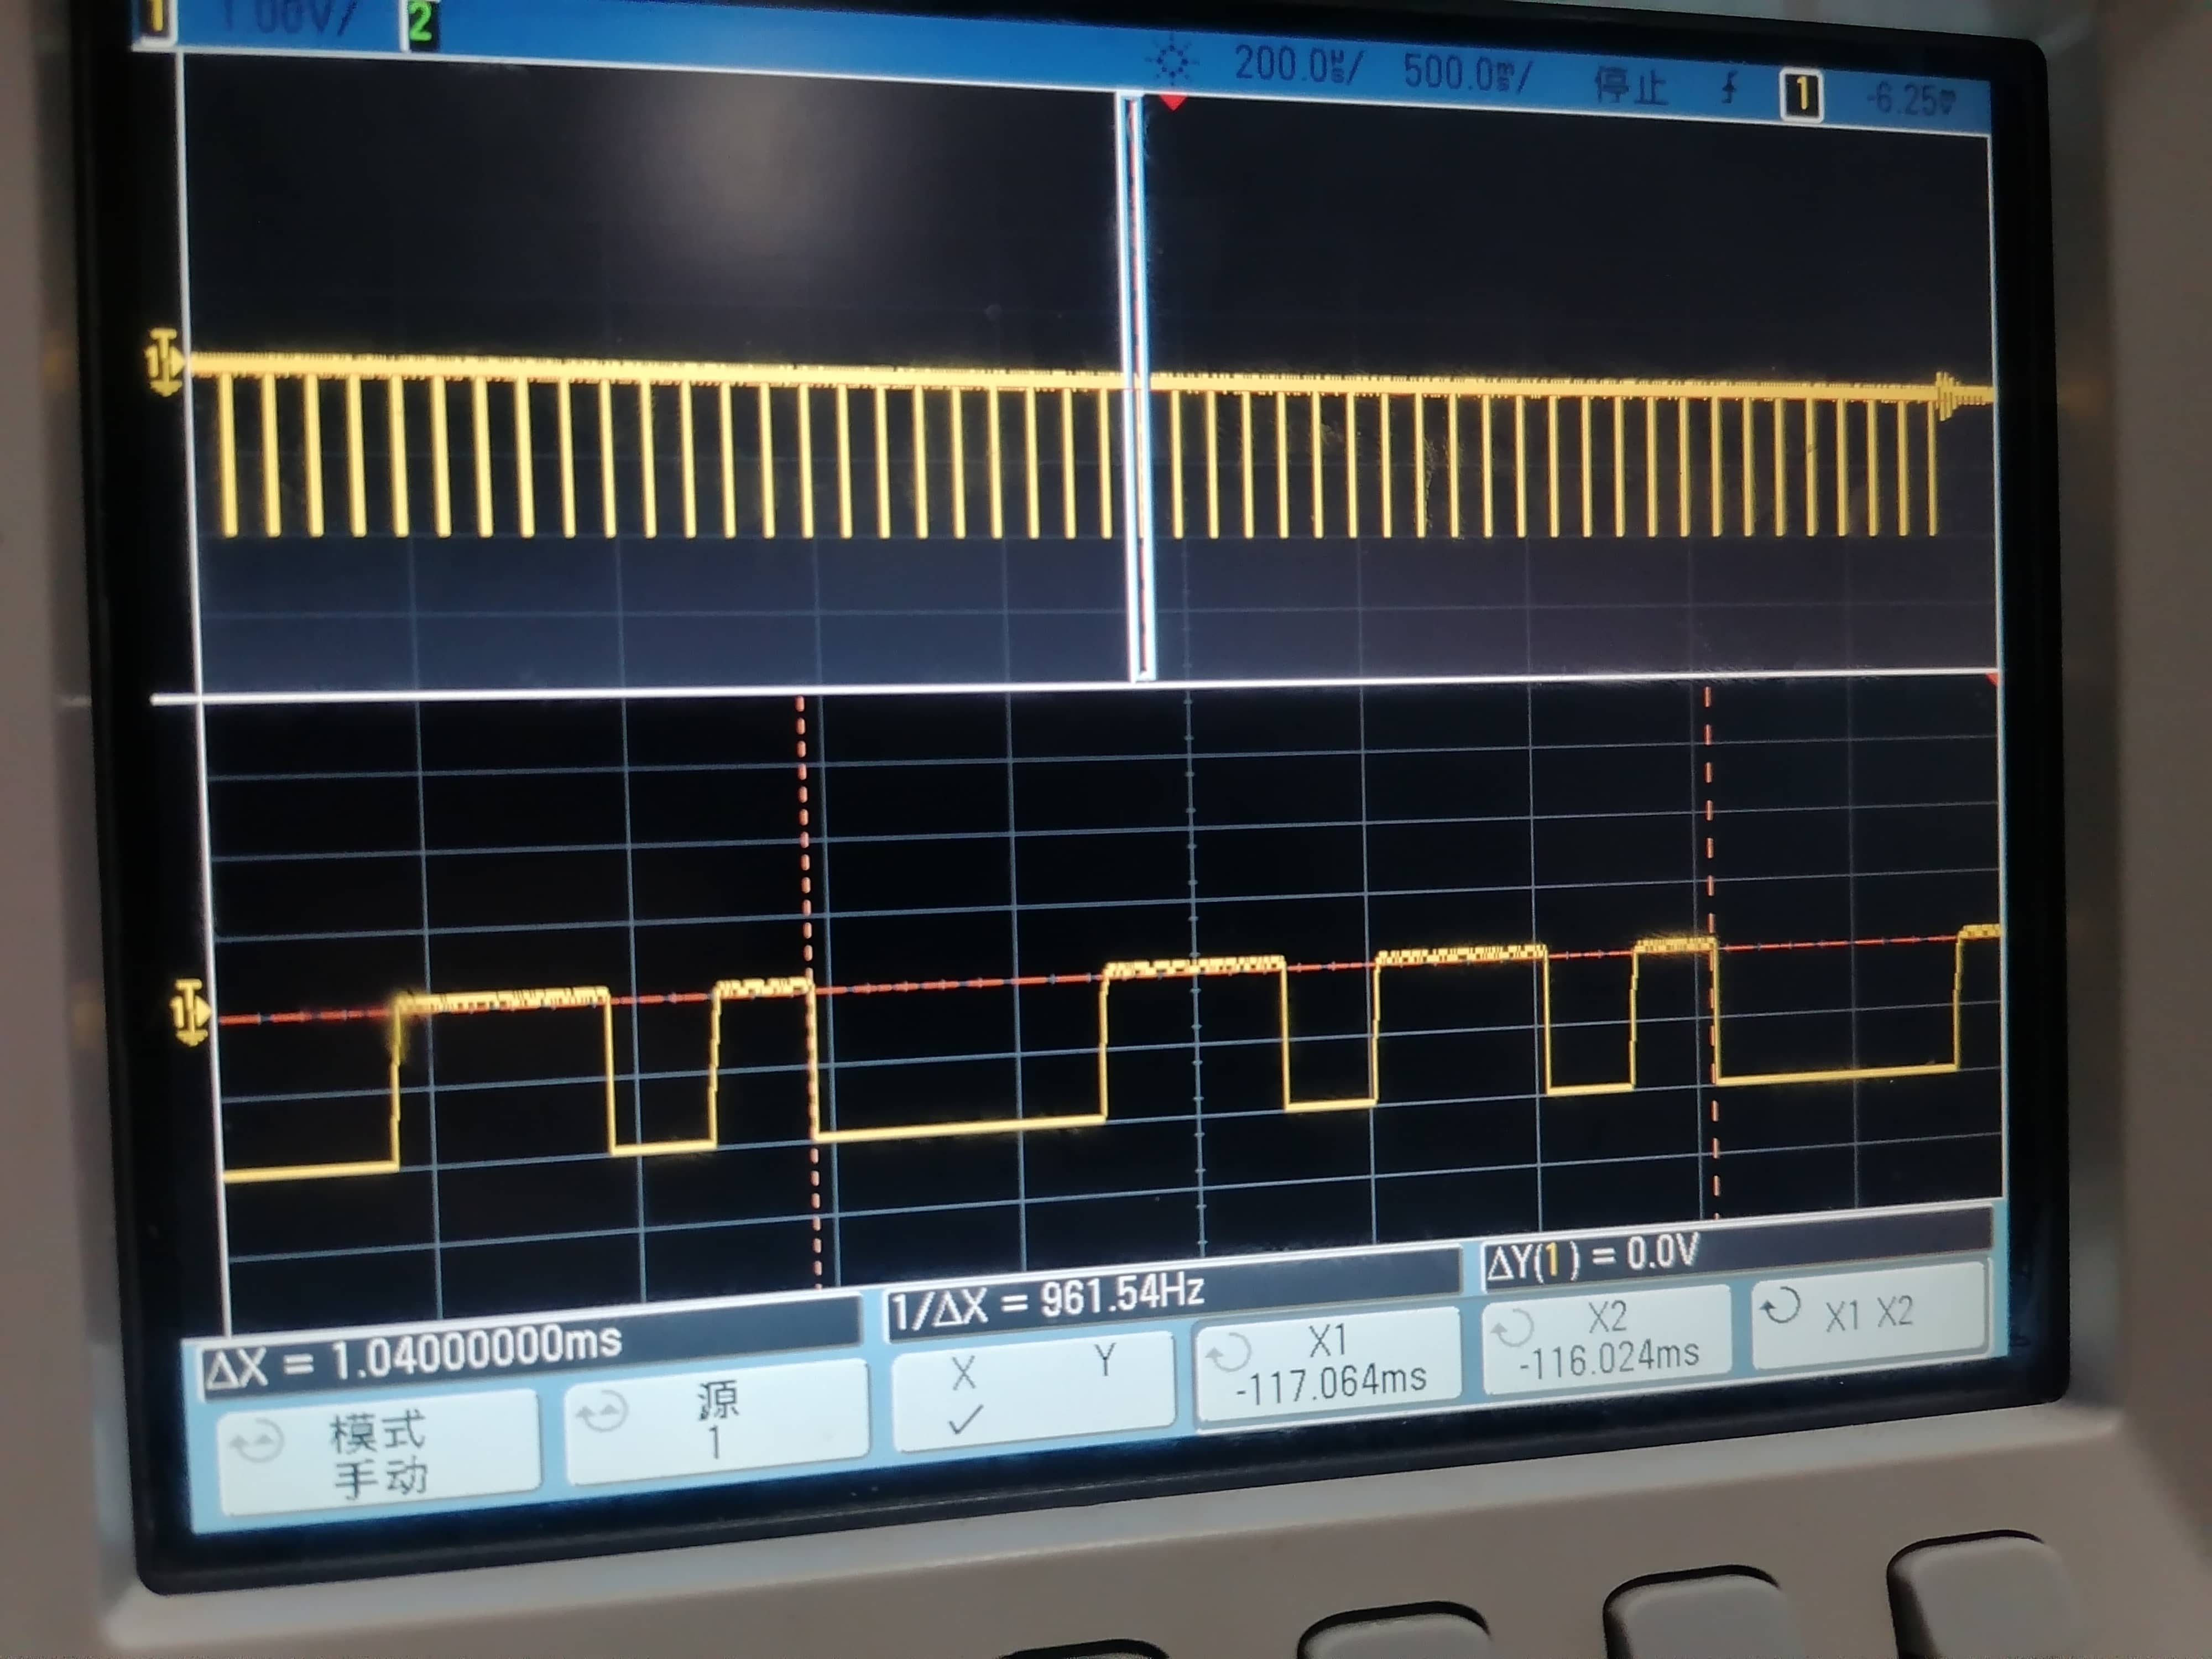 1 1.00V/ 2 200.0us/ 500.0ms/ 停止 1 -6.25V
1
1
ΔX = 1.04000000ms 1/ΔX = 961.54Hz ΔY(1) = 0.0V
模式
手动
源
1
X Y
✓
X1
-117.064ms
X2
-116.024ms
X1 X2